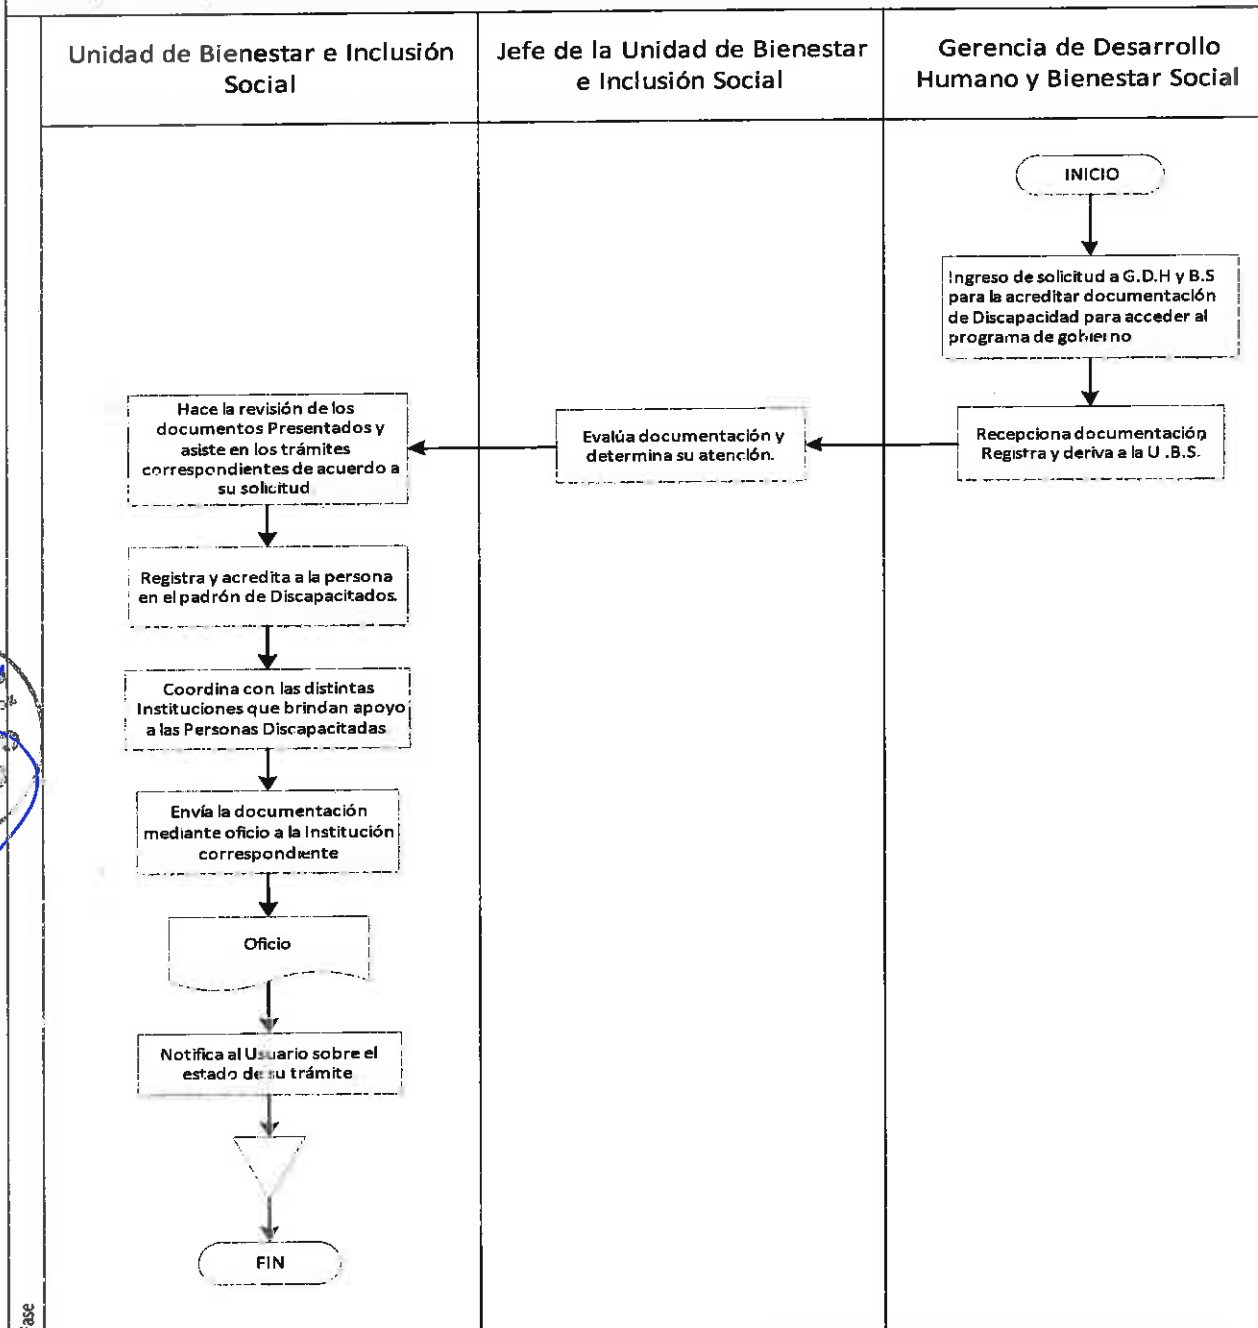 Unidad de Bienestar e Inclusión
Social
Jefe de la Unidad de Bienestar
e Inclusión Social
Gerencia de Desarrollo
Humano y Bienestar Social
INICIO
Ingreso de solicitud a G.D.H y B.S
para la acreditar documentación
de Discapacidad para acceder al
programa de gobierno
Recepciona documentación
Registra y deriva a la U .B.S.
Evalúa documentación y
determina su atención.
Hace la revisión de los
documentos Presentados y
asiste en los trámites
correspondientes de acuerdo a
su solicitud
Registra y acredita a la persona
en el padrón de Discapacitados.
Coordina con las distintas
Instituciones que brindan apoyo
a las Personas Discapacitadas
Envía la documentación
mediante oficio a la Institución
correspondiente
Oficio
Notifica al Usuario sobre el
estado de su trámite
FIN